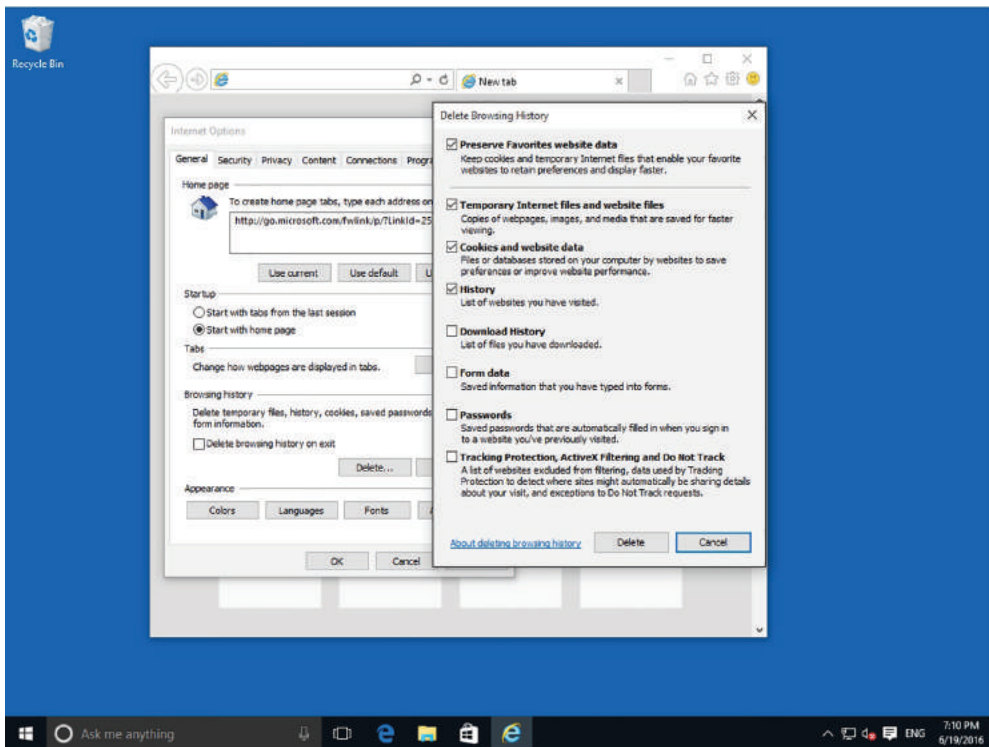 Recycle Bin
New tab
Internet Options
General Security Privacy Content Connections Progra
Home page
To create home page tabs, type each address on
http://go.microsoft.com/fwlink/p/?LinkId=25
Use current Use default U
Startup
Start with tabs from the last session
Start with home page
Tabs
Change how webpages are displayed in tabs.
Browsing history
Delete temporary files, history, cookies, saved passwords
form information.
Delete browsing history on exit
Delete...
Appearance
Colors Languages Fonts
OK Cancel
Delete Browsing History
Preserve Favorites website data
Keep cookies and temporary Internet files that enable your favorite
websites to retain preferences and display faster.
Temporary Internet files and website files
Copies of webpages, images, and media that are saved for faster
viewing.
Cookies and website data
Files or databases stored on your computer by websites to save
preferences or improve website performance.
History
List of websites you have visited.
Download History
List of files you have downloaded.
Form data
Saved information that you have typed into forms.
Passwords
Saved passwords that are automatically filled in when you sign in
to a website you've previously visited.
Tracking Protection, ActiveX Filtering and Do Not Track
A list of websites excluded from filtering, data used by Tracking
Protection to detect where sites might automatically be sharing details
about your visit, and exceptions to Do Not Track requests.
About deleting browsing history Delete Cancel
Ask me anything
ENG
7:10 PM
6/19/2016